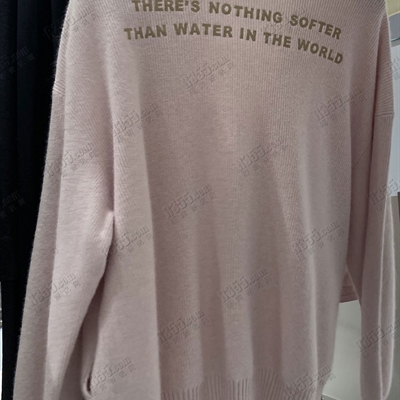 THERE'S NOTHING SOFTER
THAN WATER IN THE WORLD